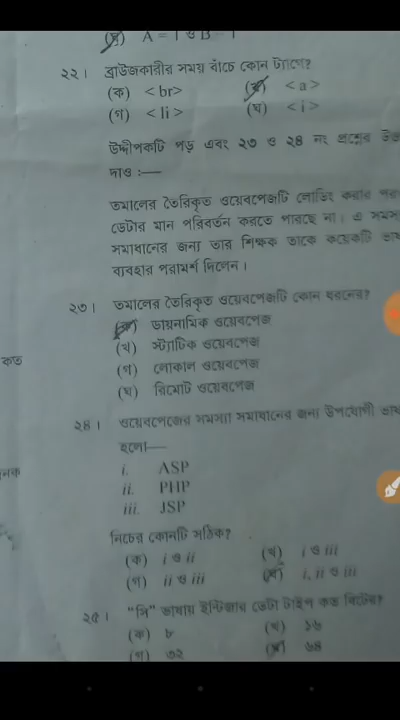 A = 1 ও B = 1
২২। ব্রাউজকারীর সময় বাঁচে কোন ট্যাগে?
(ক) < br> (খ) < a >
(গ) < li > (ঘ) < i >
উদ্দীপকটি পড় এবং ২৩ ও ২৪ নং প্রশ্নের
দাও :—
তমালের তৈরিকৃত ওয়েবপেজটি লোডিং করার পর
ডেটার মান পরিবর্তন করতে পারছে না। এ
সমাধানের জন্য তার শিক্ষক তাকে কয়েকটি
ব্যবহার পরামর্শ দিলেন।
২৩। তমালের তৈরিকৃত ওয়েবপেজটি কোন ধরনের?
(ক) ডায়নামিক ওয়েবপেজ
(খ) স্ট্যাটিক ওয়েবপেজ
(গ) লোকাল ওয়েবপেজ
কত
(ঘ) রিমোট ওয়েবপেজ
২৪। ওয়েবপেজের সমস্যা সমাধানের জন্য উপযোগী
হলো—
i. ASP
ii. PHP
iii. JSP
নিচের কোনটি সঠিক?
(ক) i ও ii (খ) i ও iii
(গ) ii ও iii (ঘ) i, ii ও iii
২৫। “সি” ভাষায় ইন্টিজার ডেটা টাইপ কত বিটের?
(ক) ৮ (খ) ১৬
(গ) ৩২ (ঘ) ৬৪